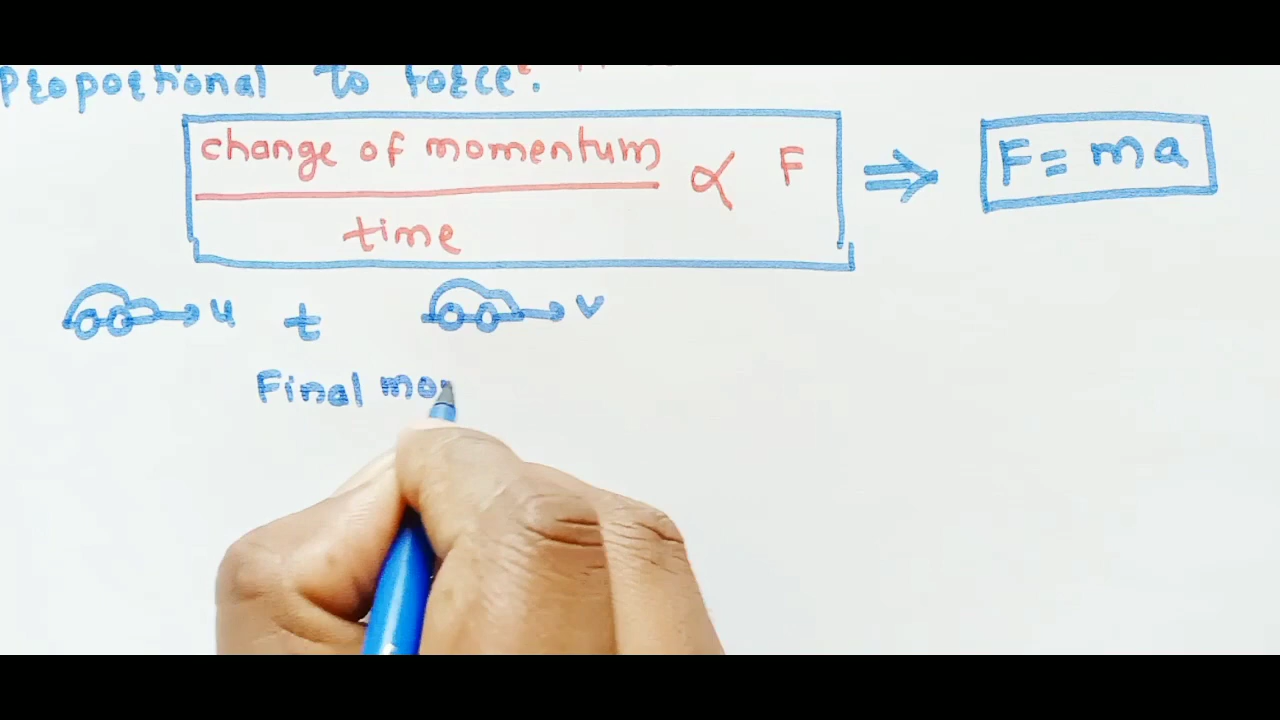 proportional to force.
change of momentum
time
∝ F
⇒ F = ma
u t v
Final mo